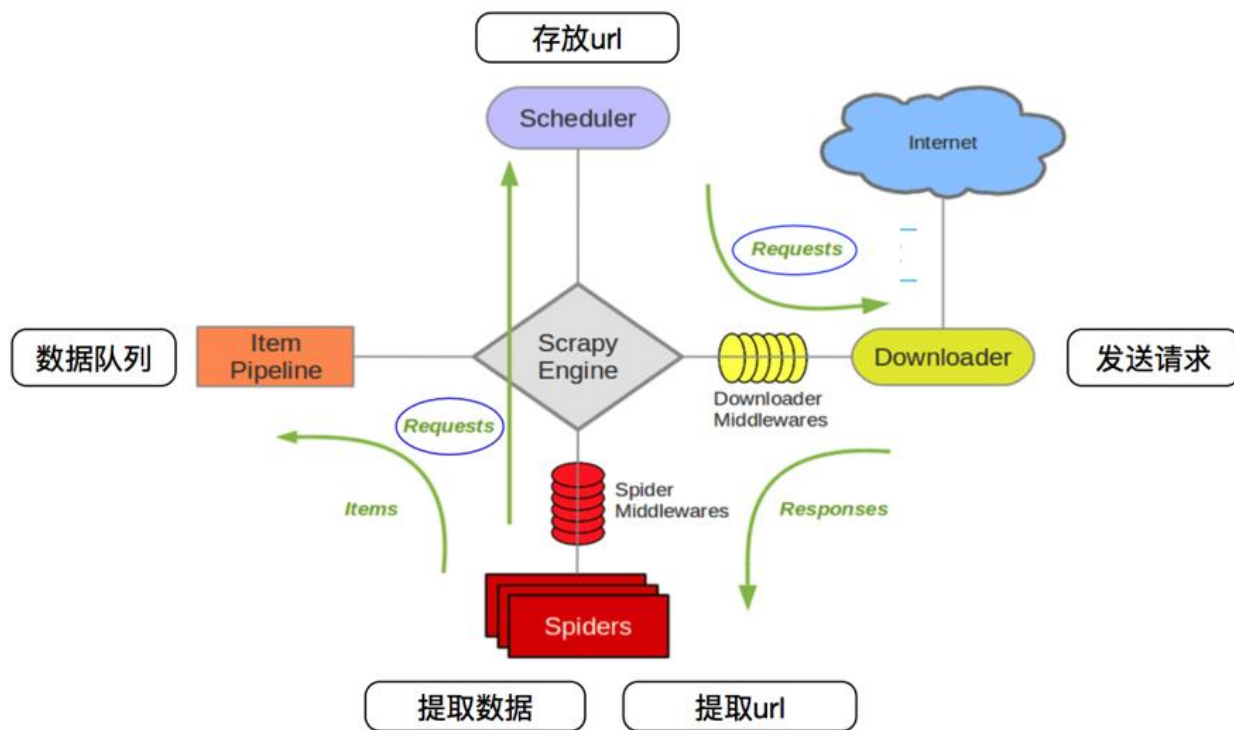 存放url
Scheduler
Internet
Requests
数据队列
Item
Pipeline
Scrapy
Engine
Downloader
发送请求
Downloader
Middlewares
Requests
Items
Spider
Middlewares
Responses
Spiders
提取数据
提取url